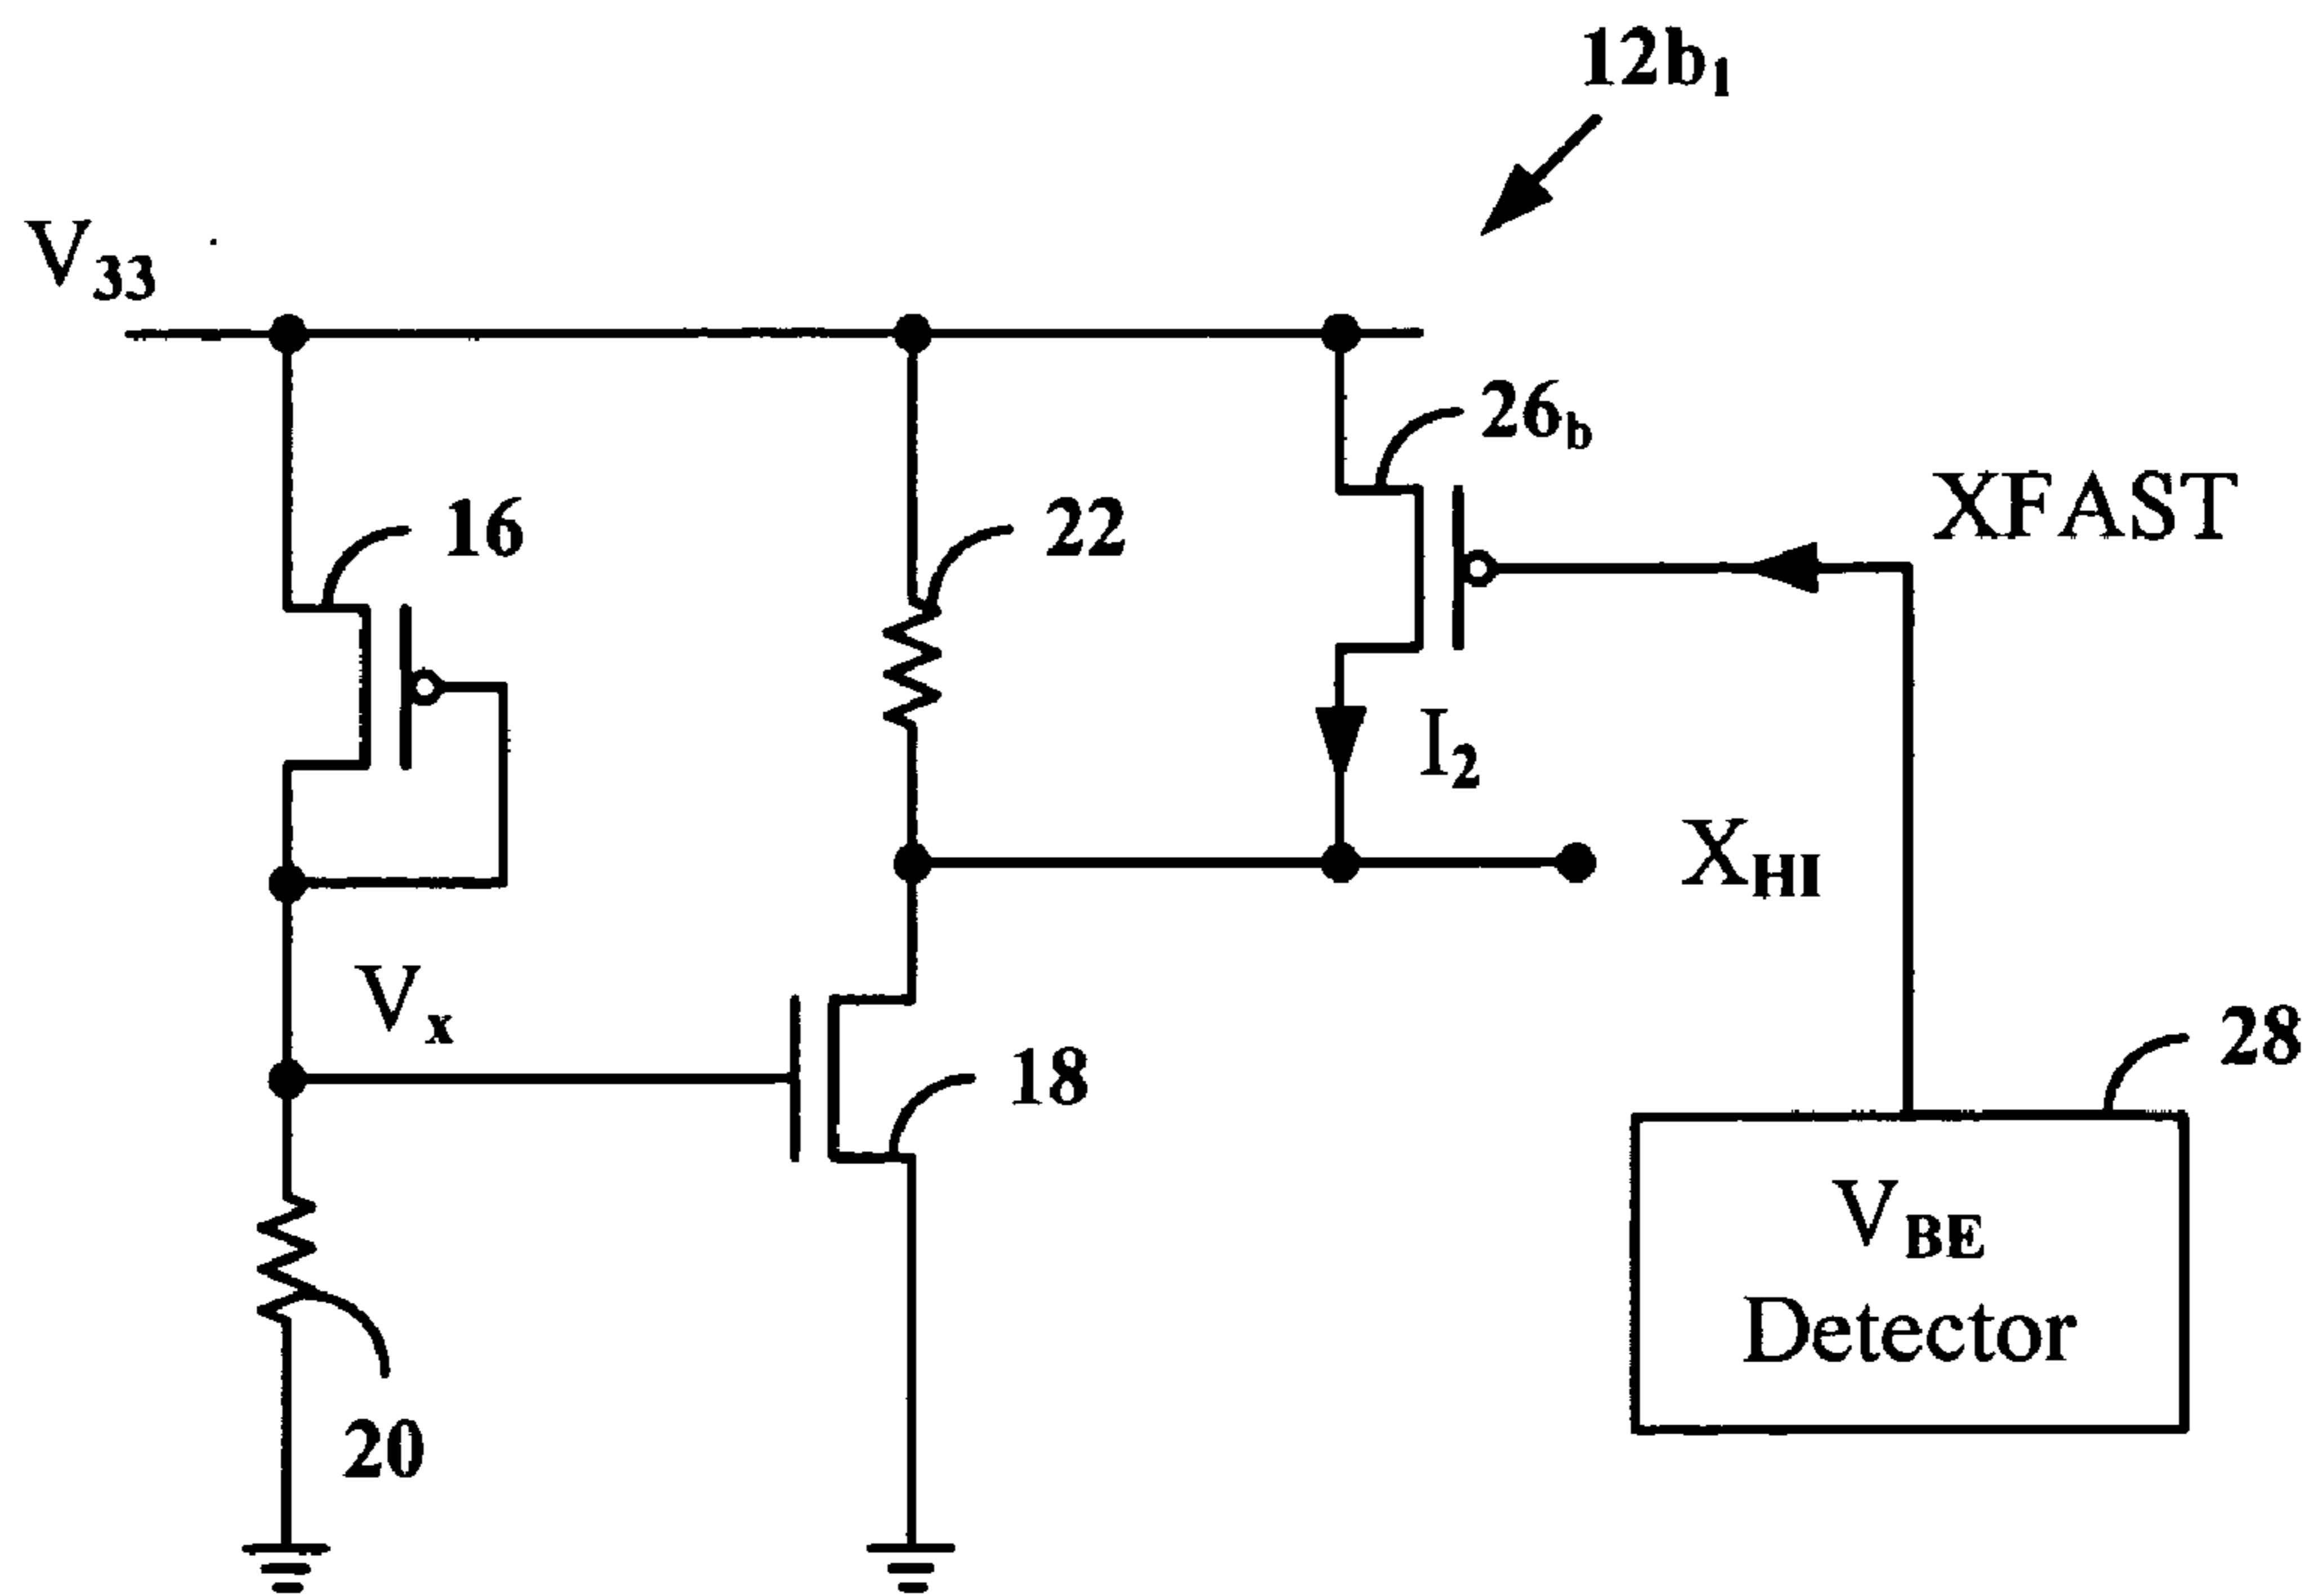 12b1
V33
26b
XFAST
16
22
I2
XHI
Vx
18
28
VBE
Detector
20